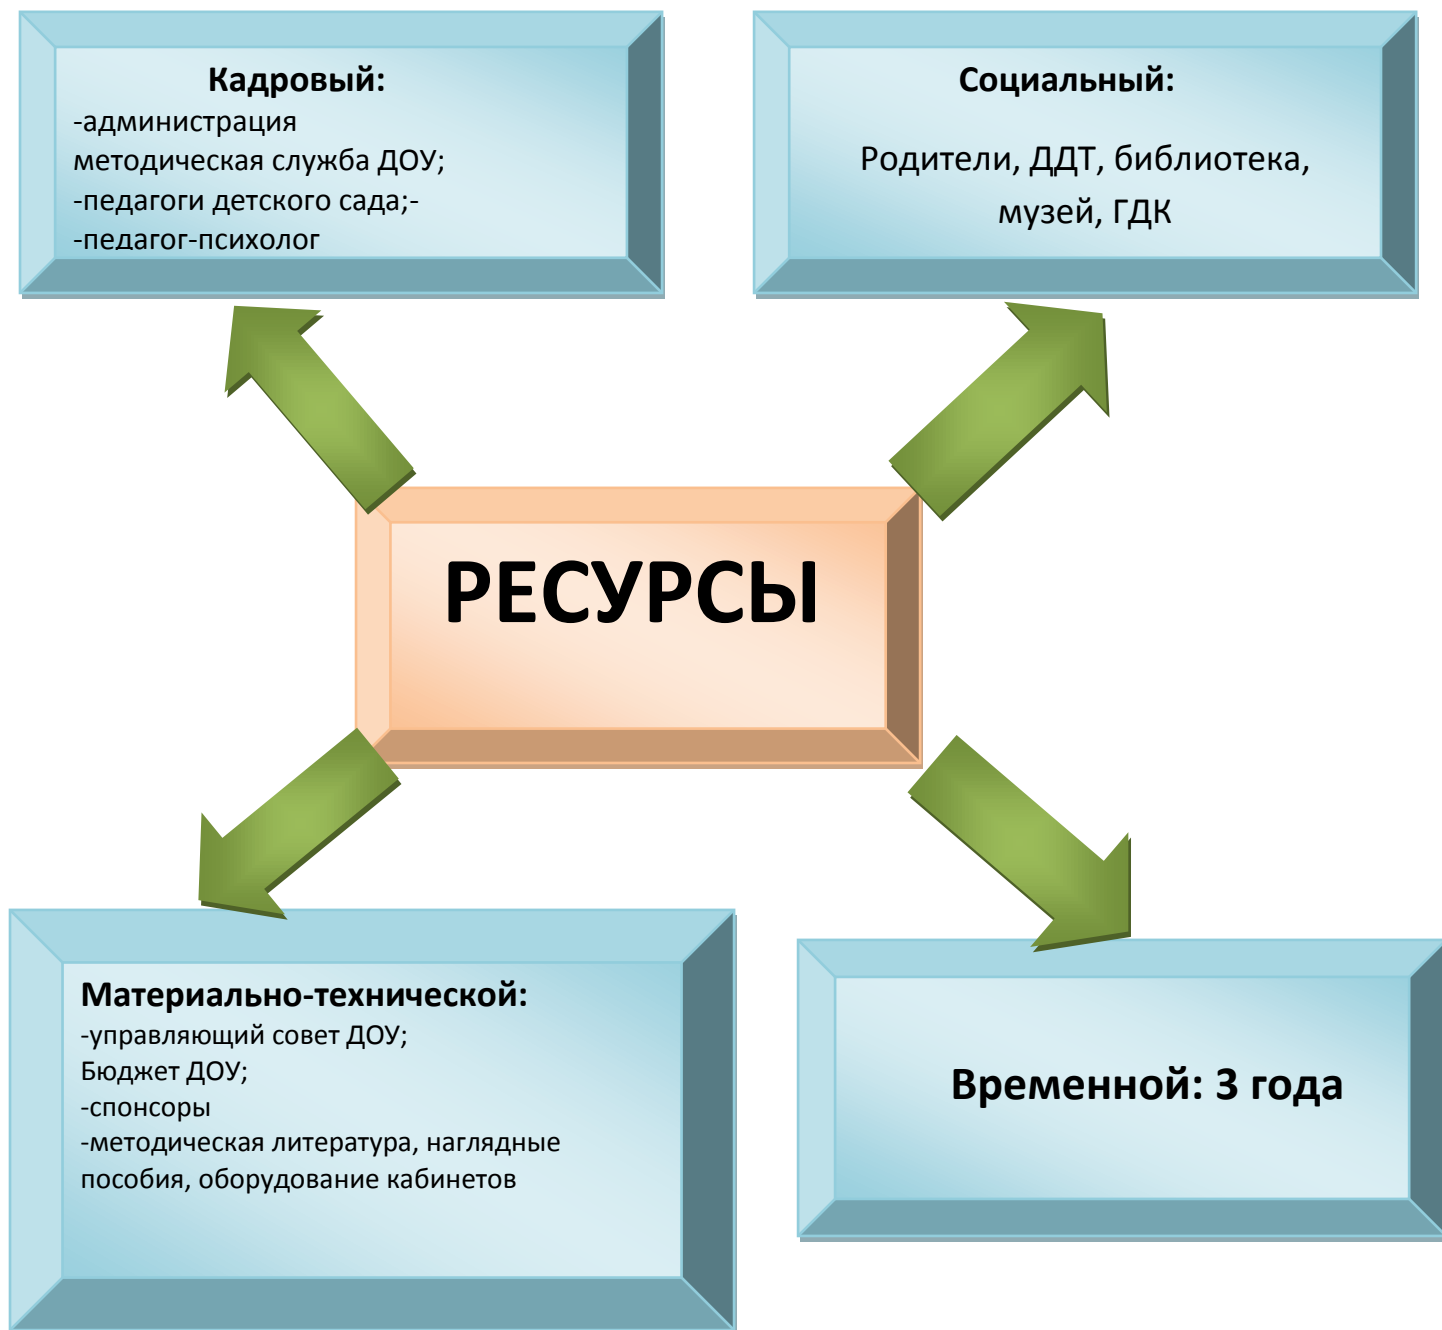 Кадровый:
-администрация
методическая служба ДОУ;
-педагоги детского сада;-
-педагог-психолог
Социальный:
Родители, ДДТ, библиотека,
музей, ГДК
РЕСУРСЫ
Материально-технической:
-управляющий совет ДОУ;
Бюджет ДОУ;
-спонсоры
-методическая литература, наглядные
пособия, оборудование кабинетов
Временной: 3 года